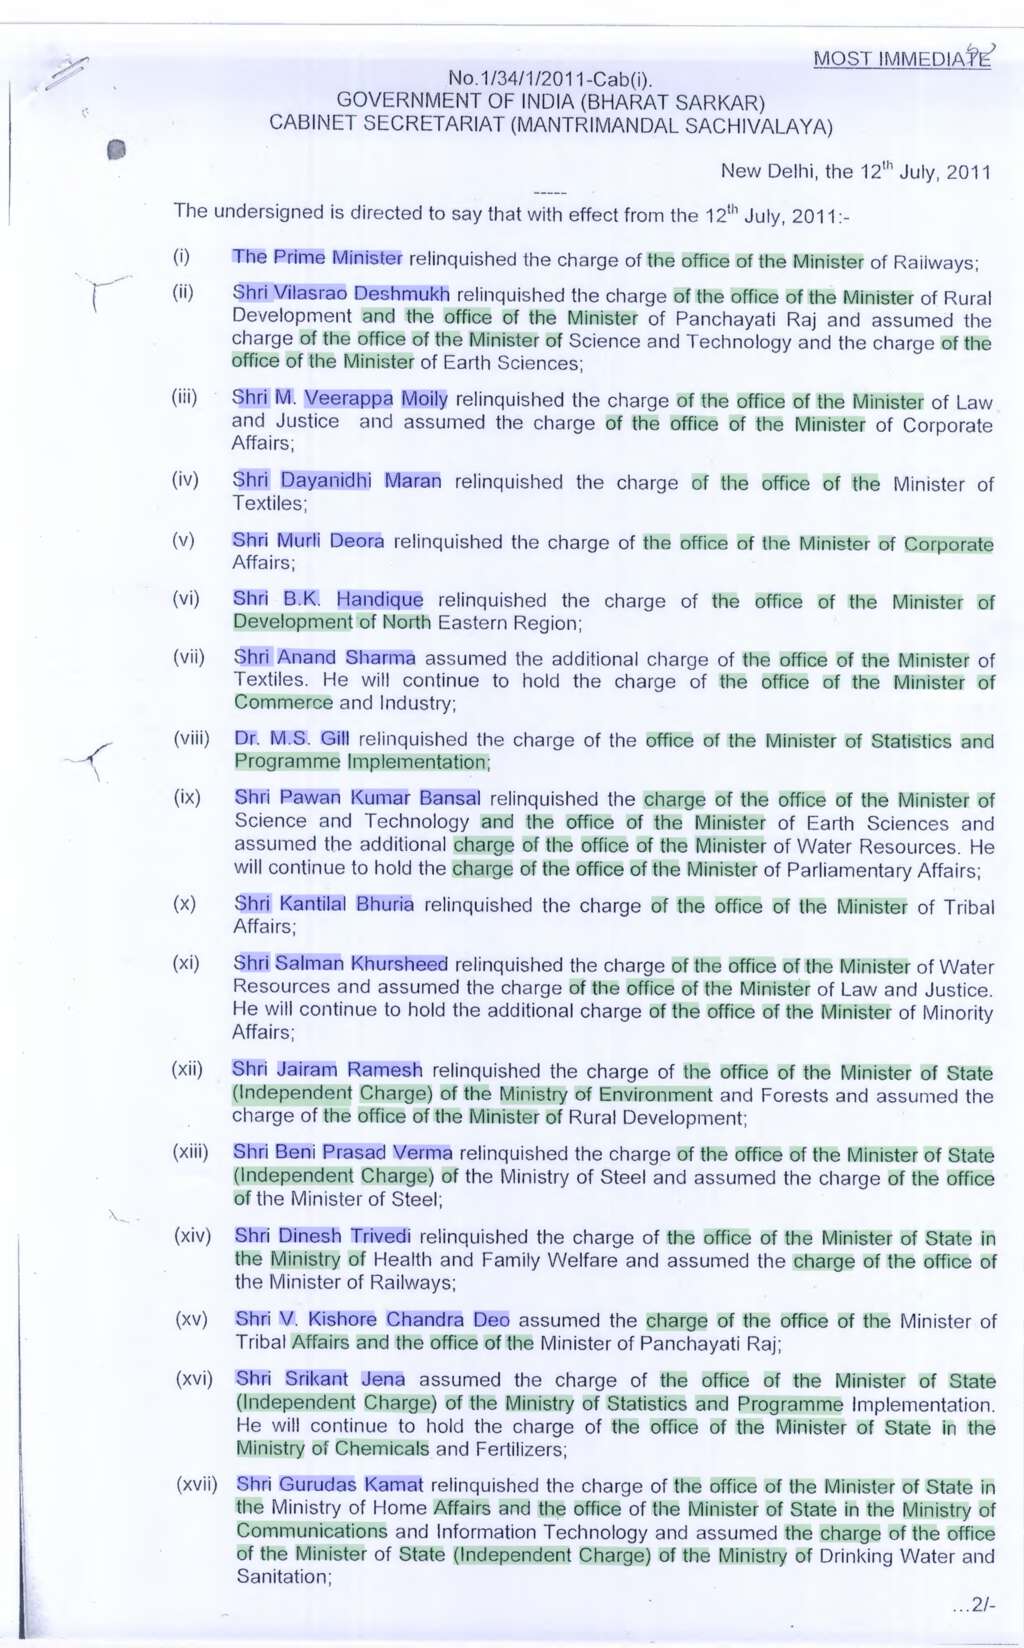 MOST IMMEDIATE
No.1/34/1/2011-Cab(i).
GOVERNMENT OF INDIA (BHARAT SARKAR)
CABINET SECRETARIAT (MANTRIMANDAL SACHIVALAYA)
New Delhi, the 12th July, 2011
-----
The undersigned is directed to say that with effect from the 12th July, 2011:-
(i) The Prime Minister relinquished the charge of the office of the Minister of Railways;
(ii) Shri Vilasrao Deshmukh relinquished the charge of the office of the Minister of Rural
Development and the office of the Minister of Panchayati Raj and assumed the
charge of the office of the Minister of Science and Technology and the charge of the
office of the Minister of Earth Sciences;
(iii) Shri M. Veerappa Moily relinquished the charge of the office of the Minister of Law
and Justice and assumed the charge of the office of the Minister of Corporate
Affairs;
(iv) Shri Dayanidhi Maran relinquished the charge of the office of the Minister of
Textiles;
(v) Shri Murli Deora relinquished the charge of the office of the Minister of Corporate
Affairs;
(vi) Shri B.K. Handique relinquished the charge of the office of the Minister of
Development of North Eastern Region;
(vii) Shri Anand Sharma assumed the additional charge of the office of the Minister of
Textiles. He will continue to hold the charge of the office of the Minister of
Commerce and Industry;
(viii) Dr. M.S. Gill relinquished the charge of the office of the Minister of Statistics and
Programme Implementation;
(ix) Shri Pawan Kumar Bansal relinquished the charge of the office of the Minister of
Science and Technology and the office of the Minister of Earth Sciences and
assumed the additional charge of the office of the Minister of Water Resources. He
will continue to hold the charge of the office of the Minister of Parliamentary Affairs;
(x) Shri Kantilal Bhuria relinquished the charge of the office of the Minister of Tribal
Affairs;
(xi) Shri Salman Khursheed relinquished the charge of the office of the Minister of Water
Resources and assumed the charge of the office of the Minister of Law and Justice.
He will continue to hold the additional charge of the office of the Minister of Minority
Affairs;
(xii) Shri Jairam Ramesh relinquished the charge of the office of the Minister of State
(Independent Charge) of the Ministry of Environment and Forests and assumed the
charge of the office of the Minister of Rural Development;
(xiii) Shri Beni Prasad Verma relinquished the charge of the office of the Minister of State
(Independent Charge) of the Ministry of Steel and assumed the charge of the office
of the Minister of Steel;
(xiv) Shri Dinesh Trivedi relinquished the charge of the office of the Minister of State in
the Ministry of Health and Family Welfare and assumed the charge of the office of
the Minister of Railways;
(xv) Shri V. Kishore Chandra Deo assumed the charge of the office of the Minister of
Tribal Affairs and the office of the Minister of Panchayati Raj;
(xvi) Shri Srikant Jena assumed the charge of the office of the Minister of State
(Independent Charge) of the Ministry of Statistics and Programme Implementation.
He will continue to hold the charge of the office of the Minister of State in the
Ministry of Chemicals and Fertilizers;
(xvii) Shri Gurudas Kamat relinquished the charge of the office of the Minister of State in
the Ministry of Home Affairs and the office of the Minister of State in the Ministry of
Communications and Information Technology and assumed the charge of the office
of the Minister of State (Independent Charge) of the Ministry of Drinking Water and
Sanitation;
...2/-